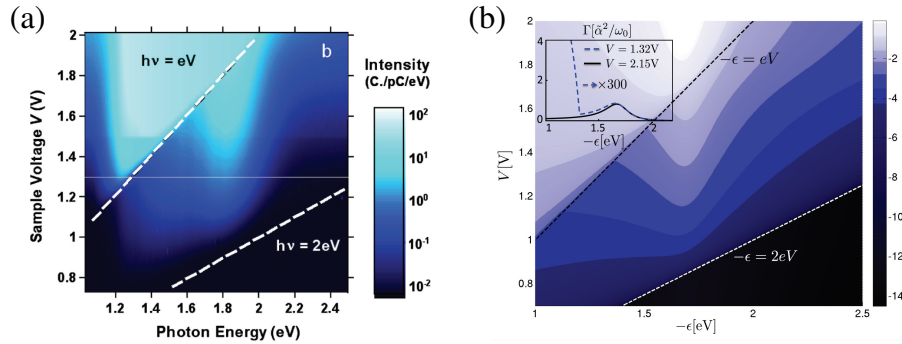 (a)
2
1.8
1.6
1.4
1.2
1
0.8
Sample Voltage V (V)
hν = eV
b
hν = 2eV
1.2 1.4 1.6 1.8 2 2.2 2.4
Photon Energy (eV)
Intensity
(C./pC/eV)
10²
10¹
10⁰
10⁻¹
10⁻²
(b)
2
1.8
1.6
1.4
1.2
1
0.8
V[V]
Γ[α̃²/ω₀]
4
2
0
V = 1.32V
V = 2.15V
×300
1 1.5 2
−ϵ[eV]
−ϵ = eV
−ϵ = 2eV
1 1.5 2 2.5
−ϵ[eV]
-2
-4
-6
-8
-10
-12
-14